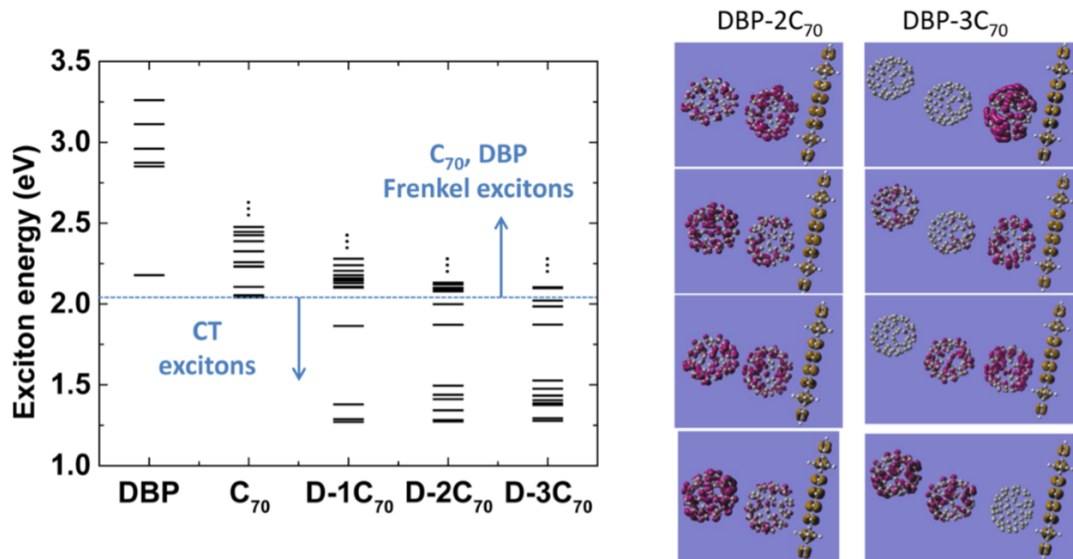 Exciton energy (eV)
3.5
3.0
2.5
2.0
1.5
1.0
C₇₀, DBP
Frenkel excitons
CT
excitons
DBP
C₇₀
D-1C₇₀
D-2C₇₀
D-3C₇₀
DBP-2C₇₀
DBP-3C₇₀